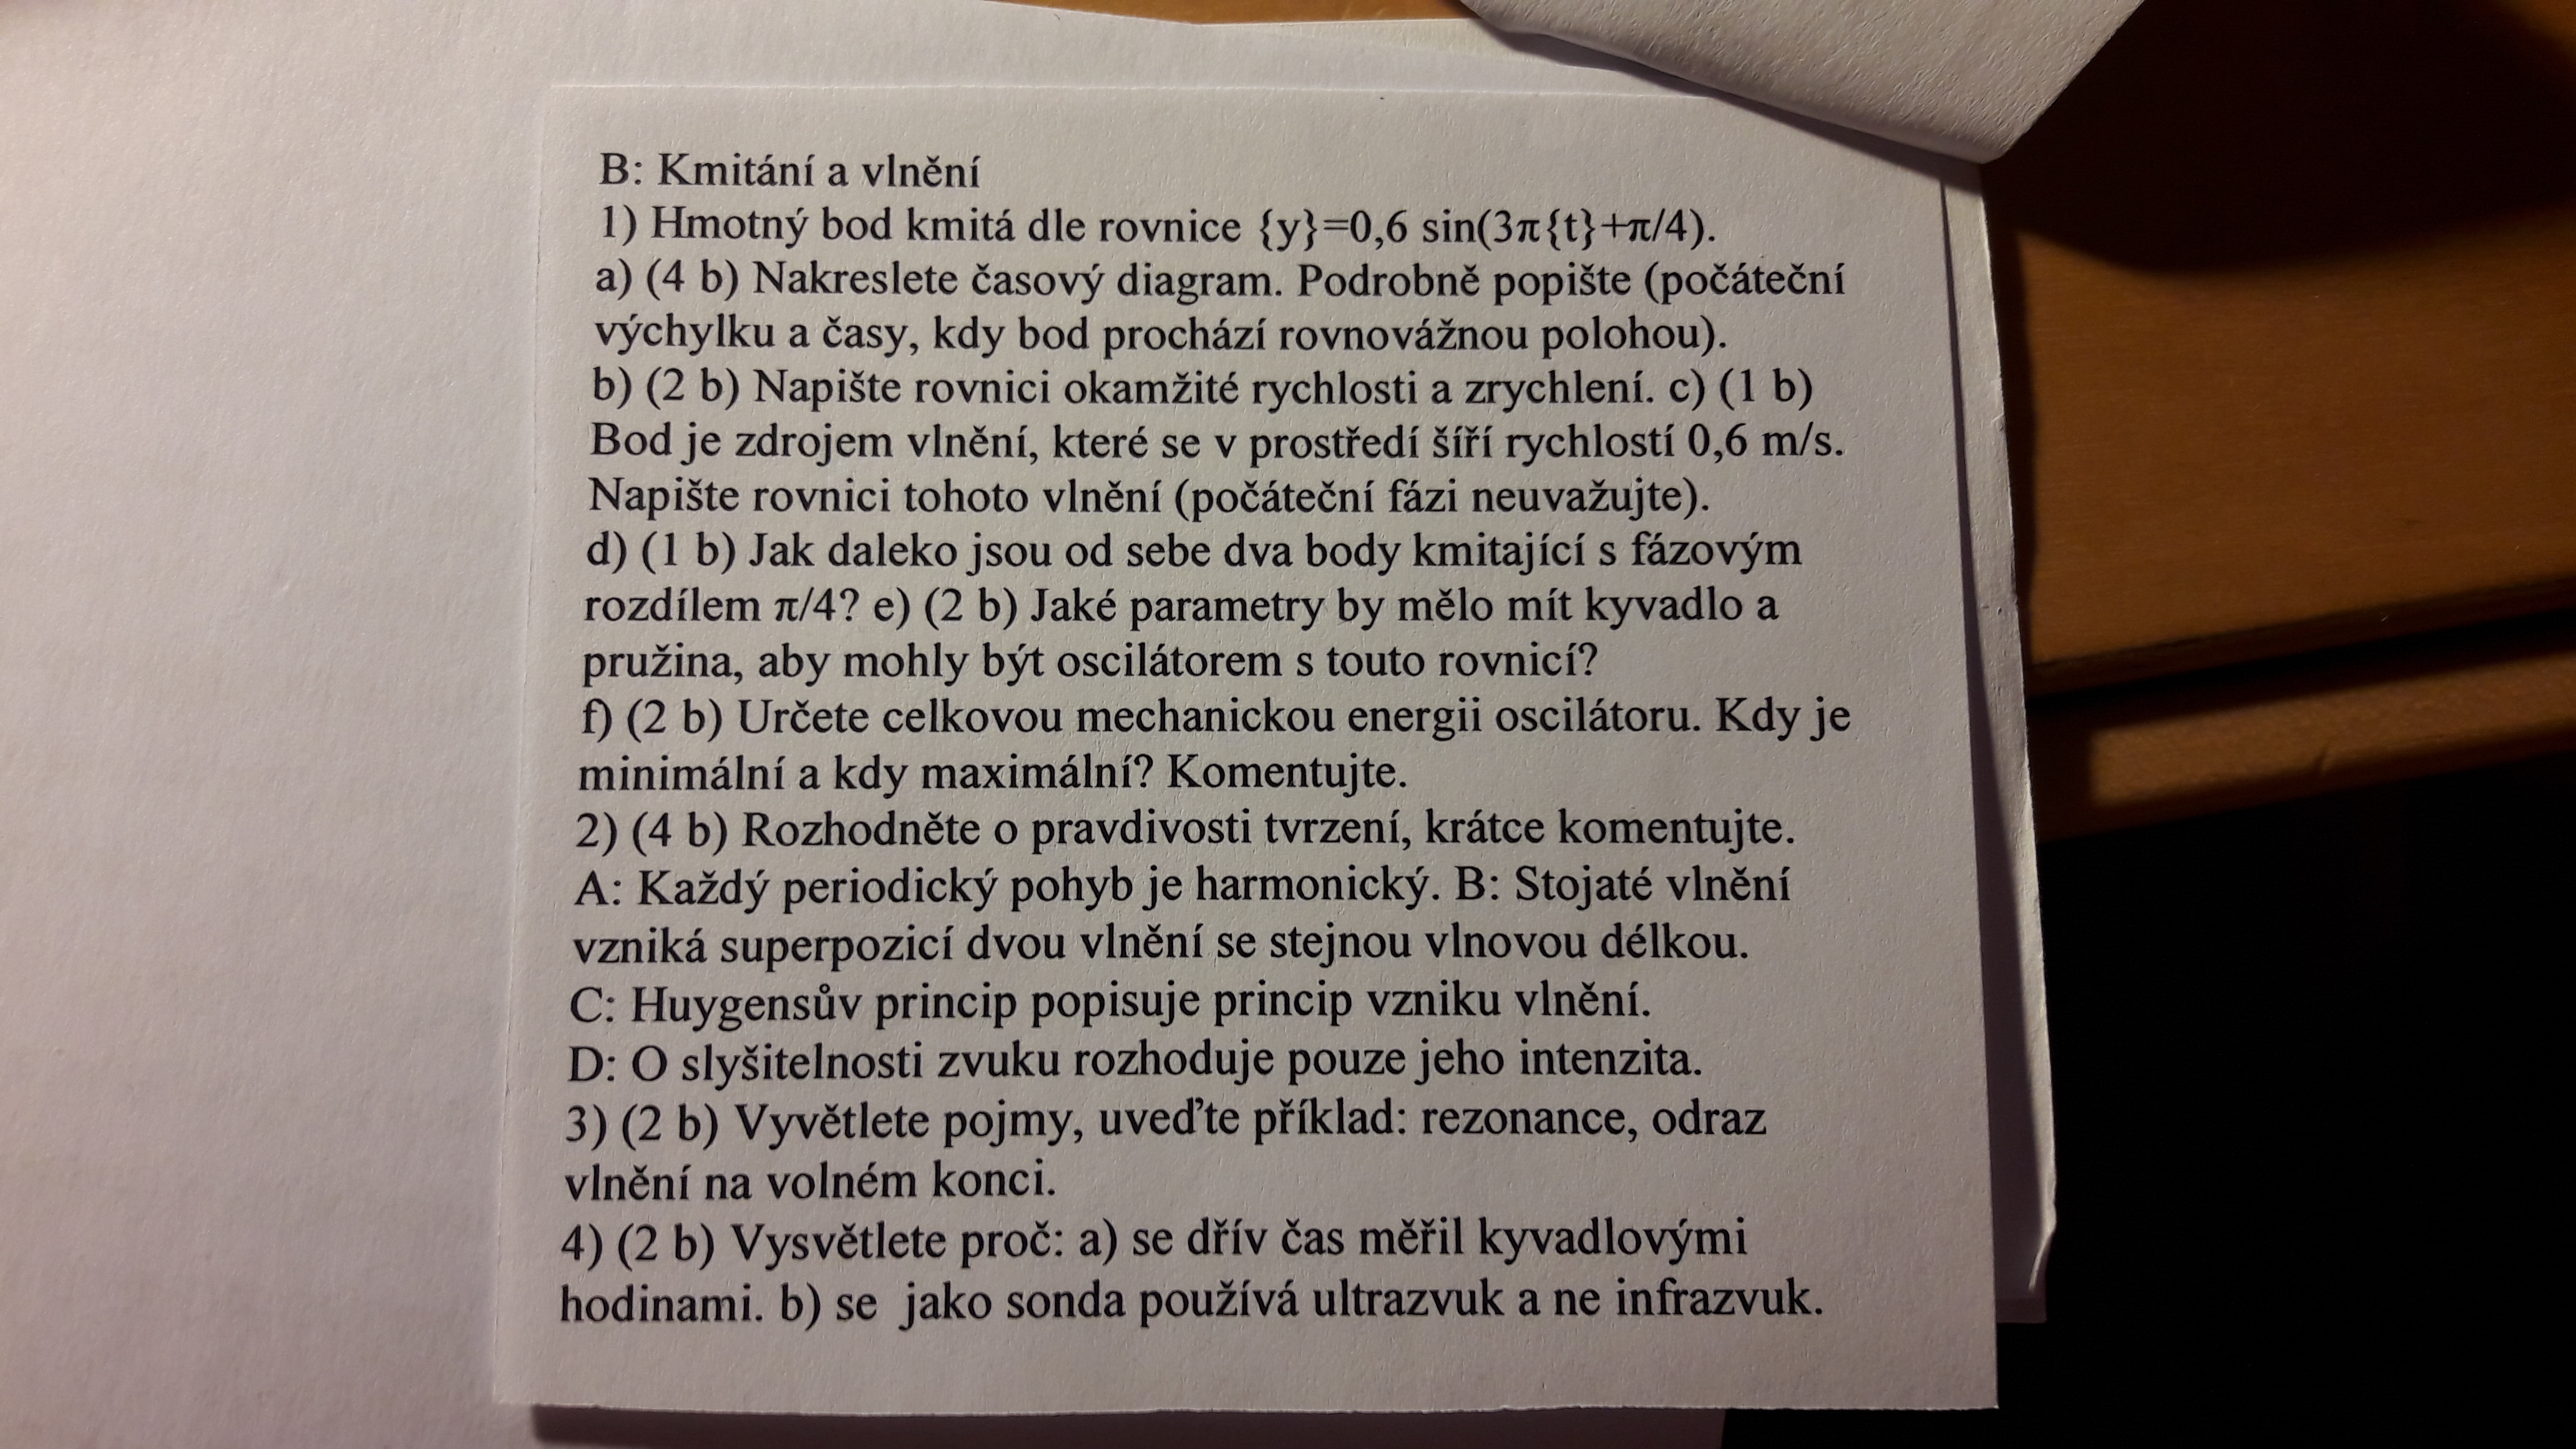 B: Kmitání a vlnění
1) Hmotný bod kmitá dle rovnice {y}=0,6 sin(3π{t}+π/4).
a) (4 b) Nakreslete časový diagram. Podrobně popište (počáteční
výchylku a časy, kdy bod prochází rovnovážnou polohou).
b) (2 b) Napište rovnici okamžité rychlosti a zrychlení. c) (1 b)
Bod je zdrojem vlnění, které se v prostředí šíří rychlostí 0,6 m/s.
Napište rovnici tohoto vlnění (počáteční fázi neuvažujte).
d) (1 b) Jak daleko jsou od sebe dva body kmitající s fázovým
rozdílem π/4? e) (2 b) Jaké parametry by mělo mít kyvadlo a
pružina, aby mohly být oscilátorem s touto rovnicí?
f) (2 b) Určete celkovou mechanickou energii oscilátoru. Kdy je
minimální a kdy maximální? Komentujte.
2) (4 b) Rozhodněte o pravdivosti tvrzení, krátce komentujte.
A: Každý periodický pohyb je harmonický. B: Stojaté vlnění
vzniká superpozicí dvou vlnění se stejnou vlnovou délkou.
C: Huygensův princip popisuje princip vzniku vlnění.
D: O slyšitelnosti zvuku rozhoduje pouze jeho intenzita.
3) (2 b) Vyvětlete pojmy, uveďte příklad: rezonance, odraz
vlnění na volném konci.
4) (2 b) Vysvětlete proč: a) se dřív čas měřil kyvadlovými
hodinami. b) se  jako sonda používá ultrazvuk a ne infrazvuk.